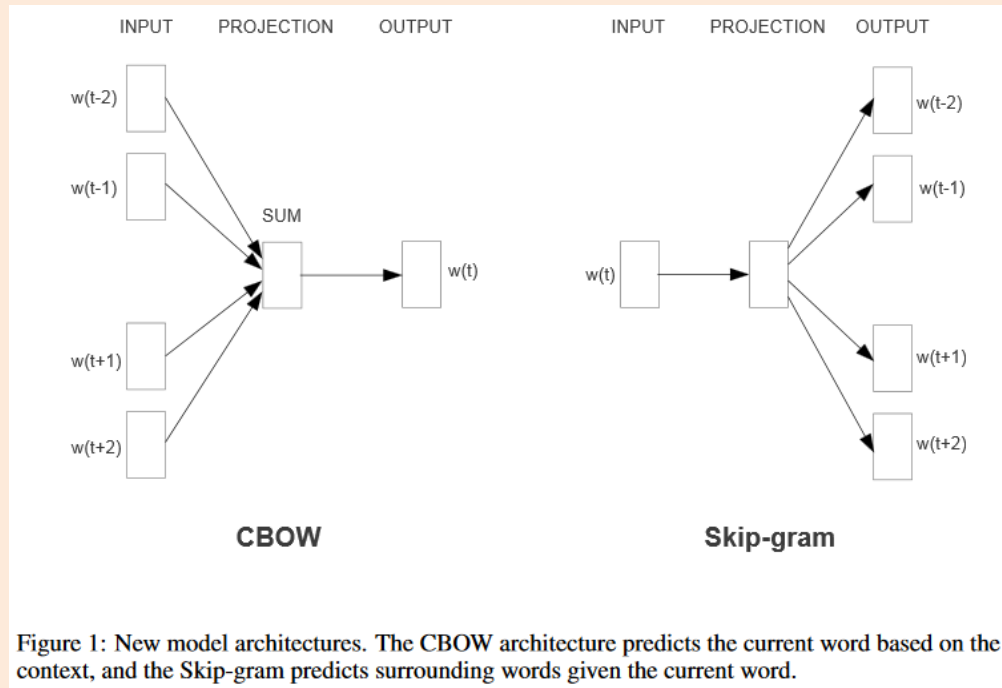 INPUT PROJECTION OUTPUT
w(t-2)
w(t-1)
SUM
w(t)
w(t+1)
w(t+2)
CBOW
INPUT PROJECTION OUTPUT
w(t-2)
w(t-1)
w(t)
w(t+1)
w(t+2)
Skip-gram
Figure 1: New model architectures. The CBOW architecture predicts the current word based on the
context, and the Skip-gram predicts surrounding words given the current word.